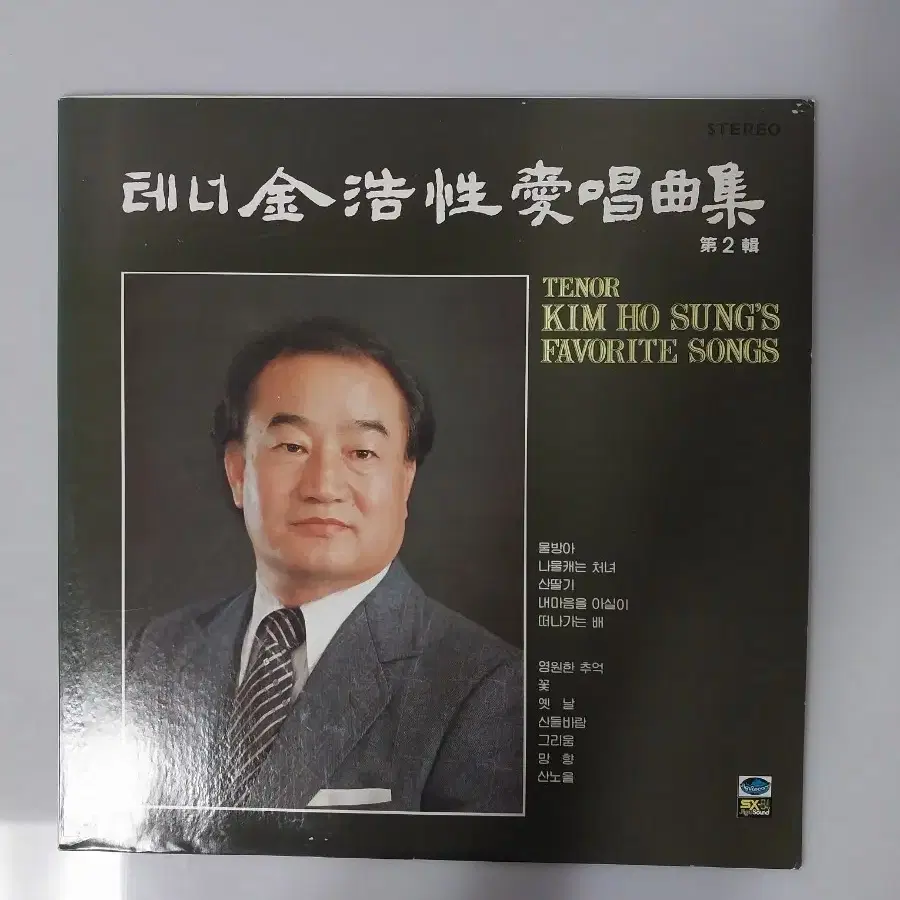 STEREO
테너 金浩性愛唱曲集
第2輯
TENOR
KIM HO SUNG'S
FAVORITE SONGS
물방아
나물캐는 처녀
산딸기
내마음을 아실이
떠나가는 배
영원한 추억
꽃
옛 날
산들바람
그리움
망 향
산노을
SX-84
Sound